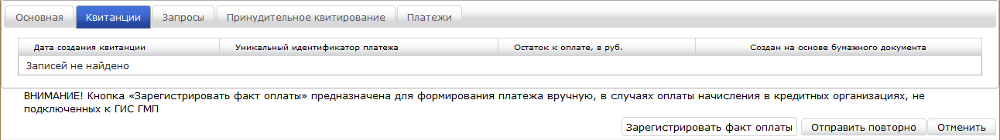 Основная Квитанции Запросы Принудительное квитирование Платежи
Дата создания квитанции Уникальный идентификатор платежа Остаток к оплате, в руб. Создан на основе бумажного документа
Записей не найдено
ВНИМАНИЕ! Кнопка «Зарегистрировать факт оплаты» предназначена для формирования платежа вручную, в случаях оплаты начисления в кредитных организациях, не
подключенных к ГИС ГМП
Зарегистрировать факт оплаты Отправить повторно Отменить